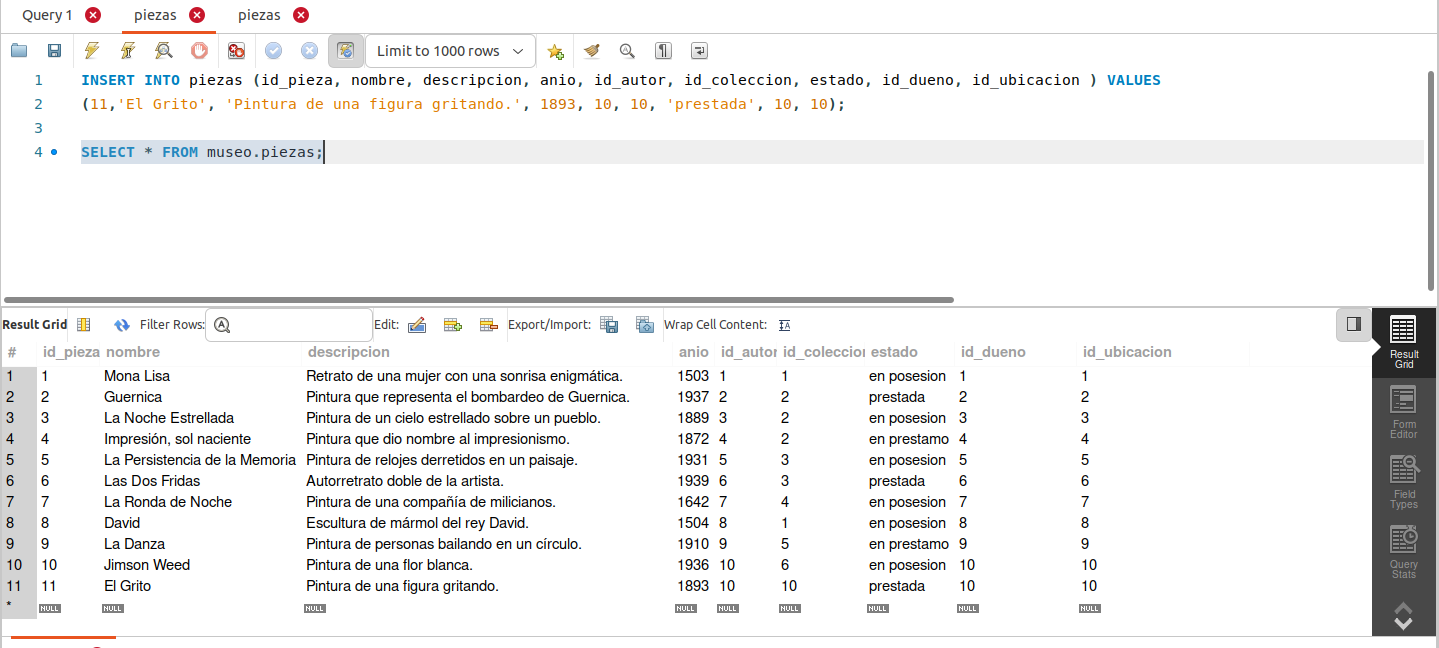 Query 1 piezas piezas
Limit to 1000 rows
1 INSERT INTO piezas (id_pieza, nombre, descripcion, anio, id_autor, id_coleccion, estado, id_dueno, id_ubicacion ) VALUES
2 (11,'El Grito', 'Pintura de una figura gritando.', 1893, 10, 10, 'prestada', 10, 10);
3
4 SELECT * FROM museo.piezas;
Result Grid Filter Rows: Edit: Export/Import: Wrap Cell Content: IA
# id_pieza nombre descripcion anio id_autor id_coleccion estado id_dueno id_ubicacion
1 1 Mona Lisa Retrato de una mujer con una sonrisa enigmática. 1503 1 1 en posesion 1 1
2 2 Guernica Pintura que representa el bombardeo de Guernica. 1937 2 2 prestada 2 2
3 3 La Noche Estrellada Pintura de un cielo estrellado sobre un pueblo. 1889 3 2 en posesion 3 3
4 4 Impresión, sol naciente Pintura que dio nombre al impresionismo. 1872 4 2 en prestamo 4 4
5 5 La Persistencia de la Memoria Pintura de relojes derretidos en un paisaje. 1931 5 3 en posesion 5 5
6 6 Las Dos Fridas Autorretrato doble de la artista. 1939 6 3 prestada 6 6
7 7 La Ronda de Noche Pintura de una compañía de milicianos. 1642 7 4 en posesion 7 7
8 8 David Escultura de mármol del rey David. 1504 8 1 en posesion 8 8
9 9 La Danza Pintura de personas bailando en un círculo. 1910 9 5 en prestamo 9 9
10 10 Jimson Weed Pintura de una flor blanca. 1936 10 6 en posesion 10 10
11 11 El Grito Pintura de una figura gritando. 1893 10 10 prestada 10 10
* NULL NULL NULL NULL NULL NULL NULL NULL NULL
Result
Grid
Form
Editor
Field
Types
Query
Stats